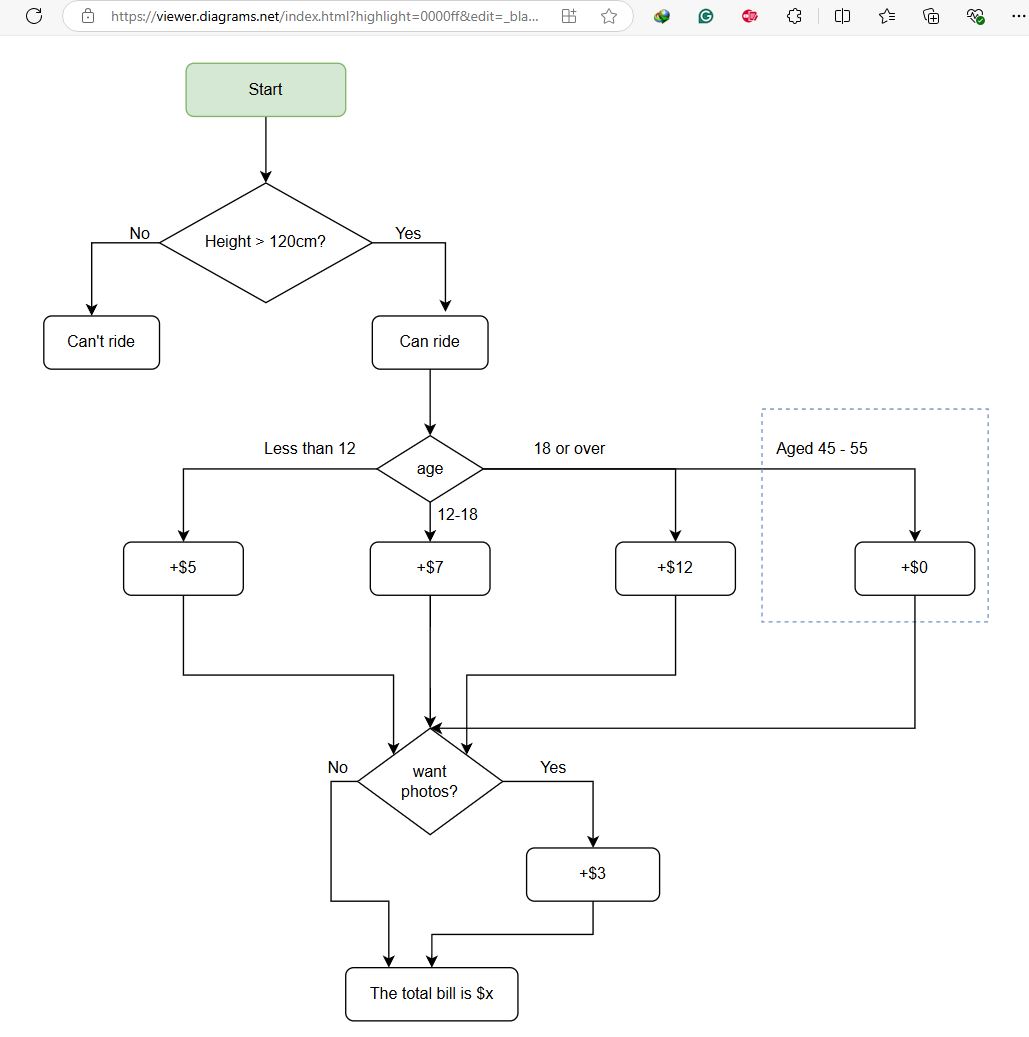 https://viewer.diagrams.net/index.html?highlight=0000ff&edit=_bla...
Start
Height > 120cm?
No
Yes
Can't ride
Can ride
Less than 12
18 or over
Aged 45 - 55
age
12-18
+$5
+$7
+$12
+$0
No
want
photos?
Yes
+$3
The total bill is $x